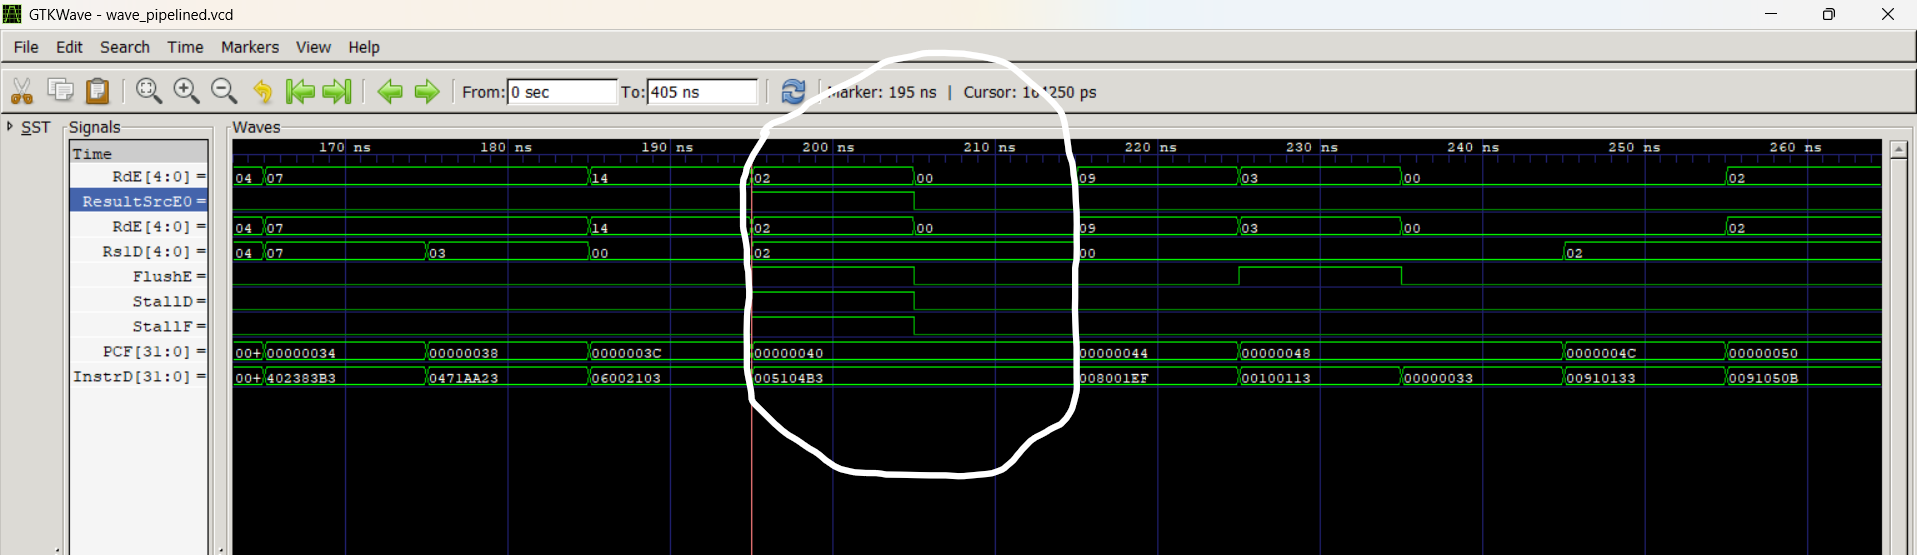 GTKWave - wave_pipelined.vcd
File Edit Search Time Markers View Help
From: 0 sec To: 405 ns Marker: 195 ns | Cursor: 164250 ps
SST Signals Waves
Time 170 ns 180 ns 190 ns 200 ns 210 ns 220 ns 230 ns 240 ns 250 ns 260 ns
RdE[4:0] = 04 07 14 02 00 09 03 00 02
ResultSrcE0 =
RdE[4:0] = 04 07 14 02 00 09 03 00 02
Rs1D[4:0] = 04 07 03 00 02 00 02
FlushE =
StallD =
StallF =
PCF[31:0] = 00+ 00000034 00000038 0000003C 00000040 00000044 00000048 0000004C 00000050
InstrD[31:0] = 00+ 402383B3 0471AA23 06002103 005104B3 008001EF 00100113 00000033 00910133 0091050B